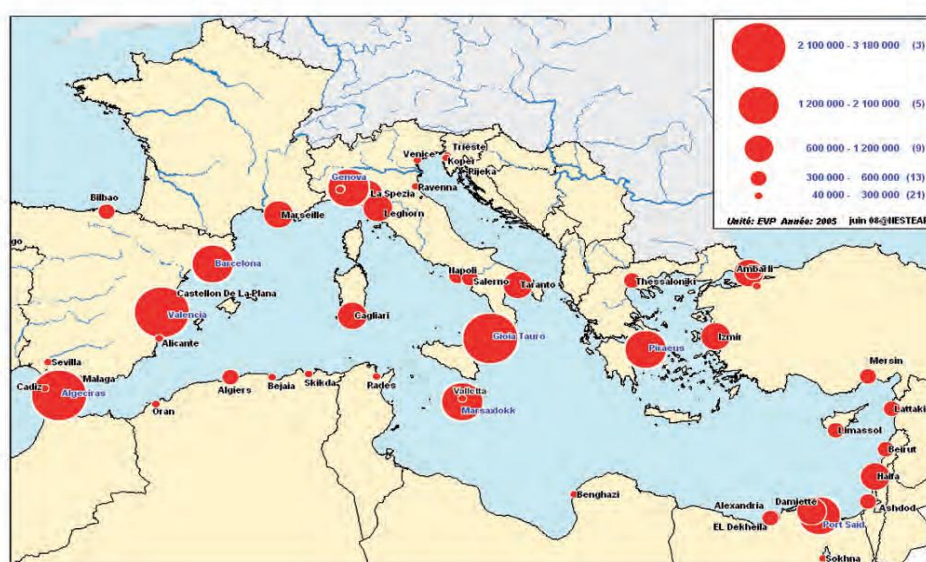 2 100 000 - 3 180 000 (3)
1 200 000 - 2 100 000 (5)
600 000 - 1 200 000 (9)
300 000 - 600 000 (13)
40 000 - 300 000 (21)
Unité: EVP Année: 2005 juin 08@NESTEAR
Trieste
Venice
Koper
Rijeka
Genova
Ravenna
La Spezia
Bilbao
Marseille
Leghorn
Barcelona
Napoli
Salerno
Taranto
Thessaloniki
Ambarli
Castellon De La Plana
Valencia
Cagliari
Gioia Tauro
Piraeus
Izmir
Alicante
Sevilla
Mersin
Cadiz
Malaga
Algeciras
Algiers
Bejaia
Skikda
Rades
Valletta
Marsaxlokk
Oran
Lattaki
Limassol
Beirut
Haifa
Benghazi
Alexandria
Damiette
Ashdod
EL Dekheila
Port Said
Sokhna